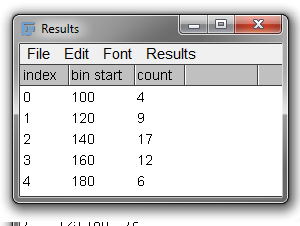 Results
File Edit Font Results
index bin start count
0 100 4
1 120 9
2 140 17
3 160 12
4 180 6